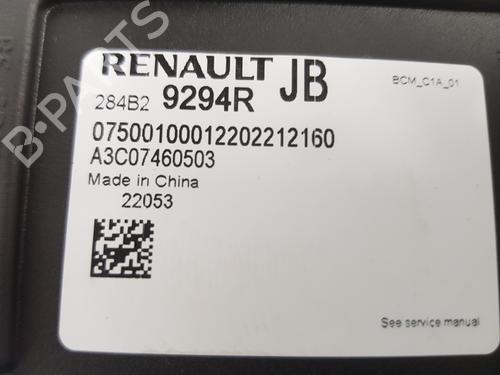 RENAULT JB
BCM_C1A_01
284B2 9294R
07500100012202212160
A3C07460503
Made in China
22053
See service manual
B-PARTS